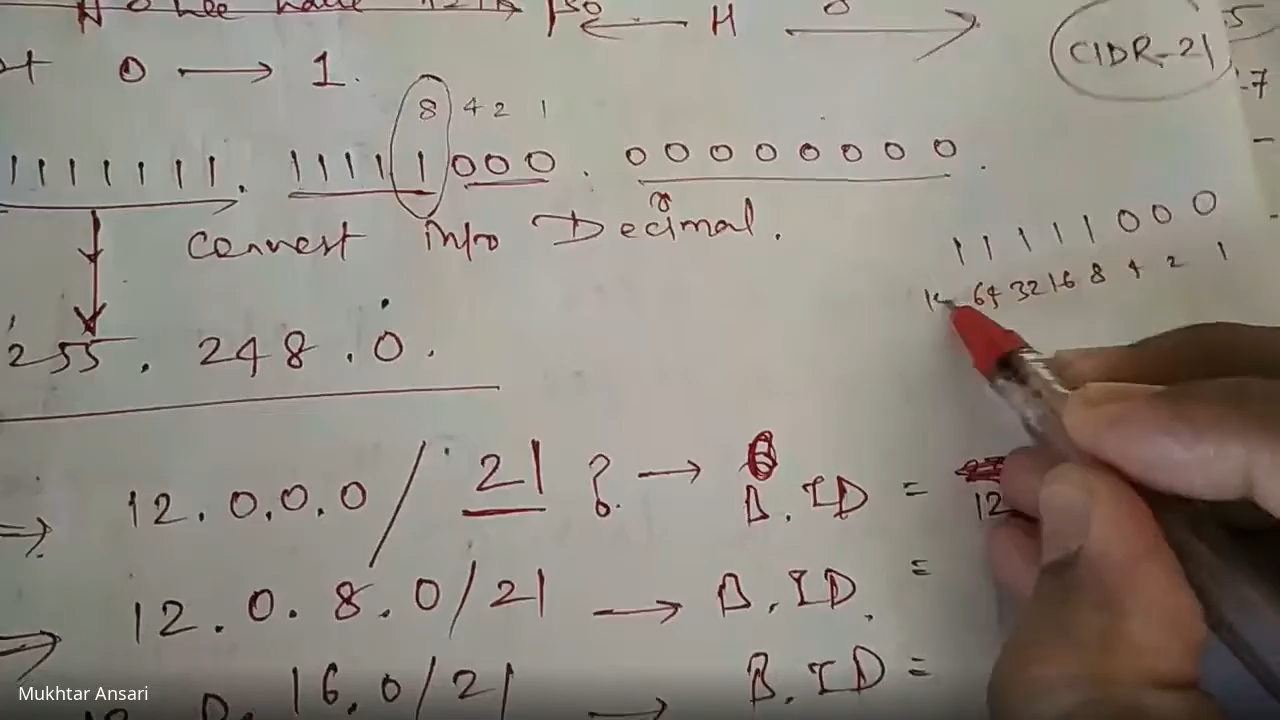 H
0 → 1.
CIDR-21
8 4 2 1
1111111. 11111000. 00000000.
Convert into Decimal.
11111000
64 32 16 8 4 2 1
255. 248.0.
⇒ 12.0.0.0/21 ? → B.ID = 12
⇒ 12.0.8.0/21 → B.ID. =
16.0/21 → B.ID =
Mukhtar Ansari